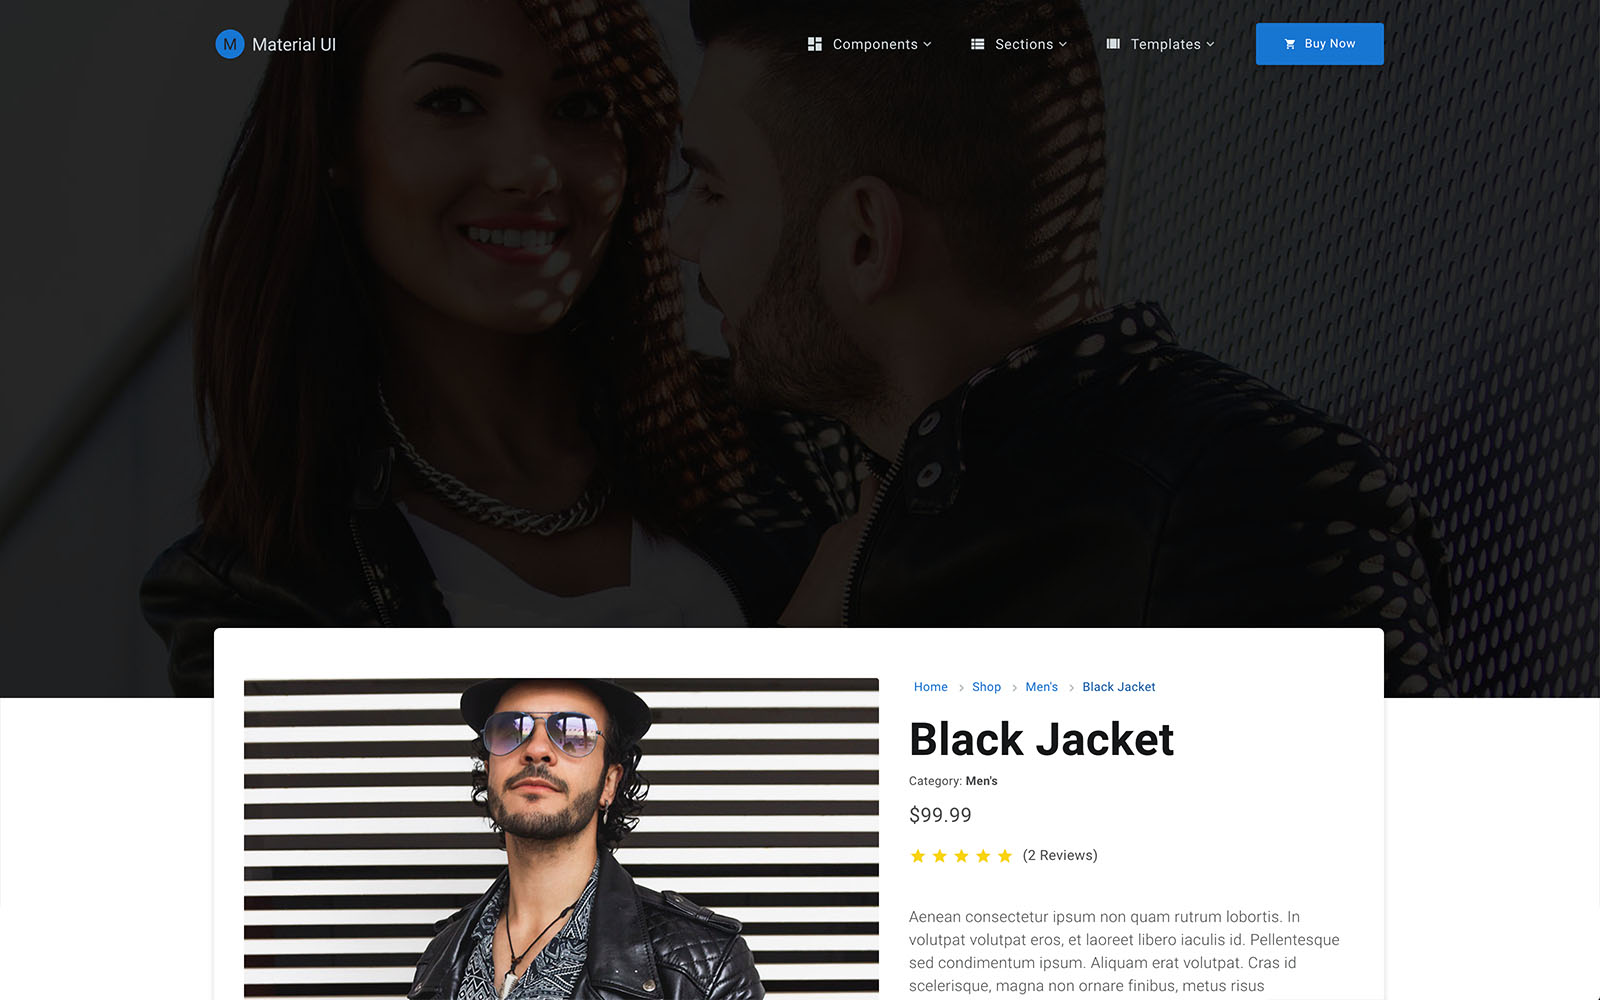 M Material UI
Components
Sections
Templates
Buy Now
Home > Shop > Men's > Black Jacket
Black Jacket
Category: Men's
$99.99
(2 Reviews)
Aenean consectetur ipsum non quam rutrum lobortis. In
volutpat volutpat eros, et laoreet libero iaculis id. Pellentesque
sed condimentum ipsum. Aliquam erat volutpat. Cras id
scelerisque, magna non ornare finibus, metus risus